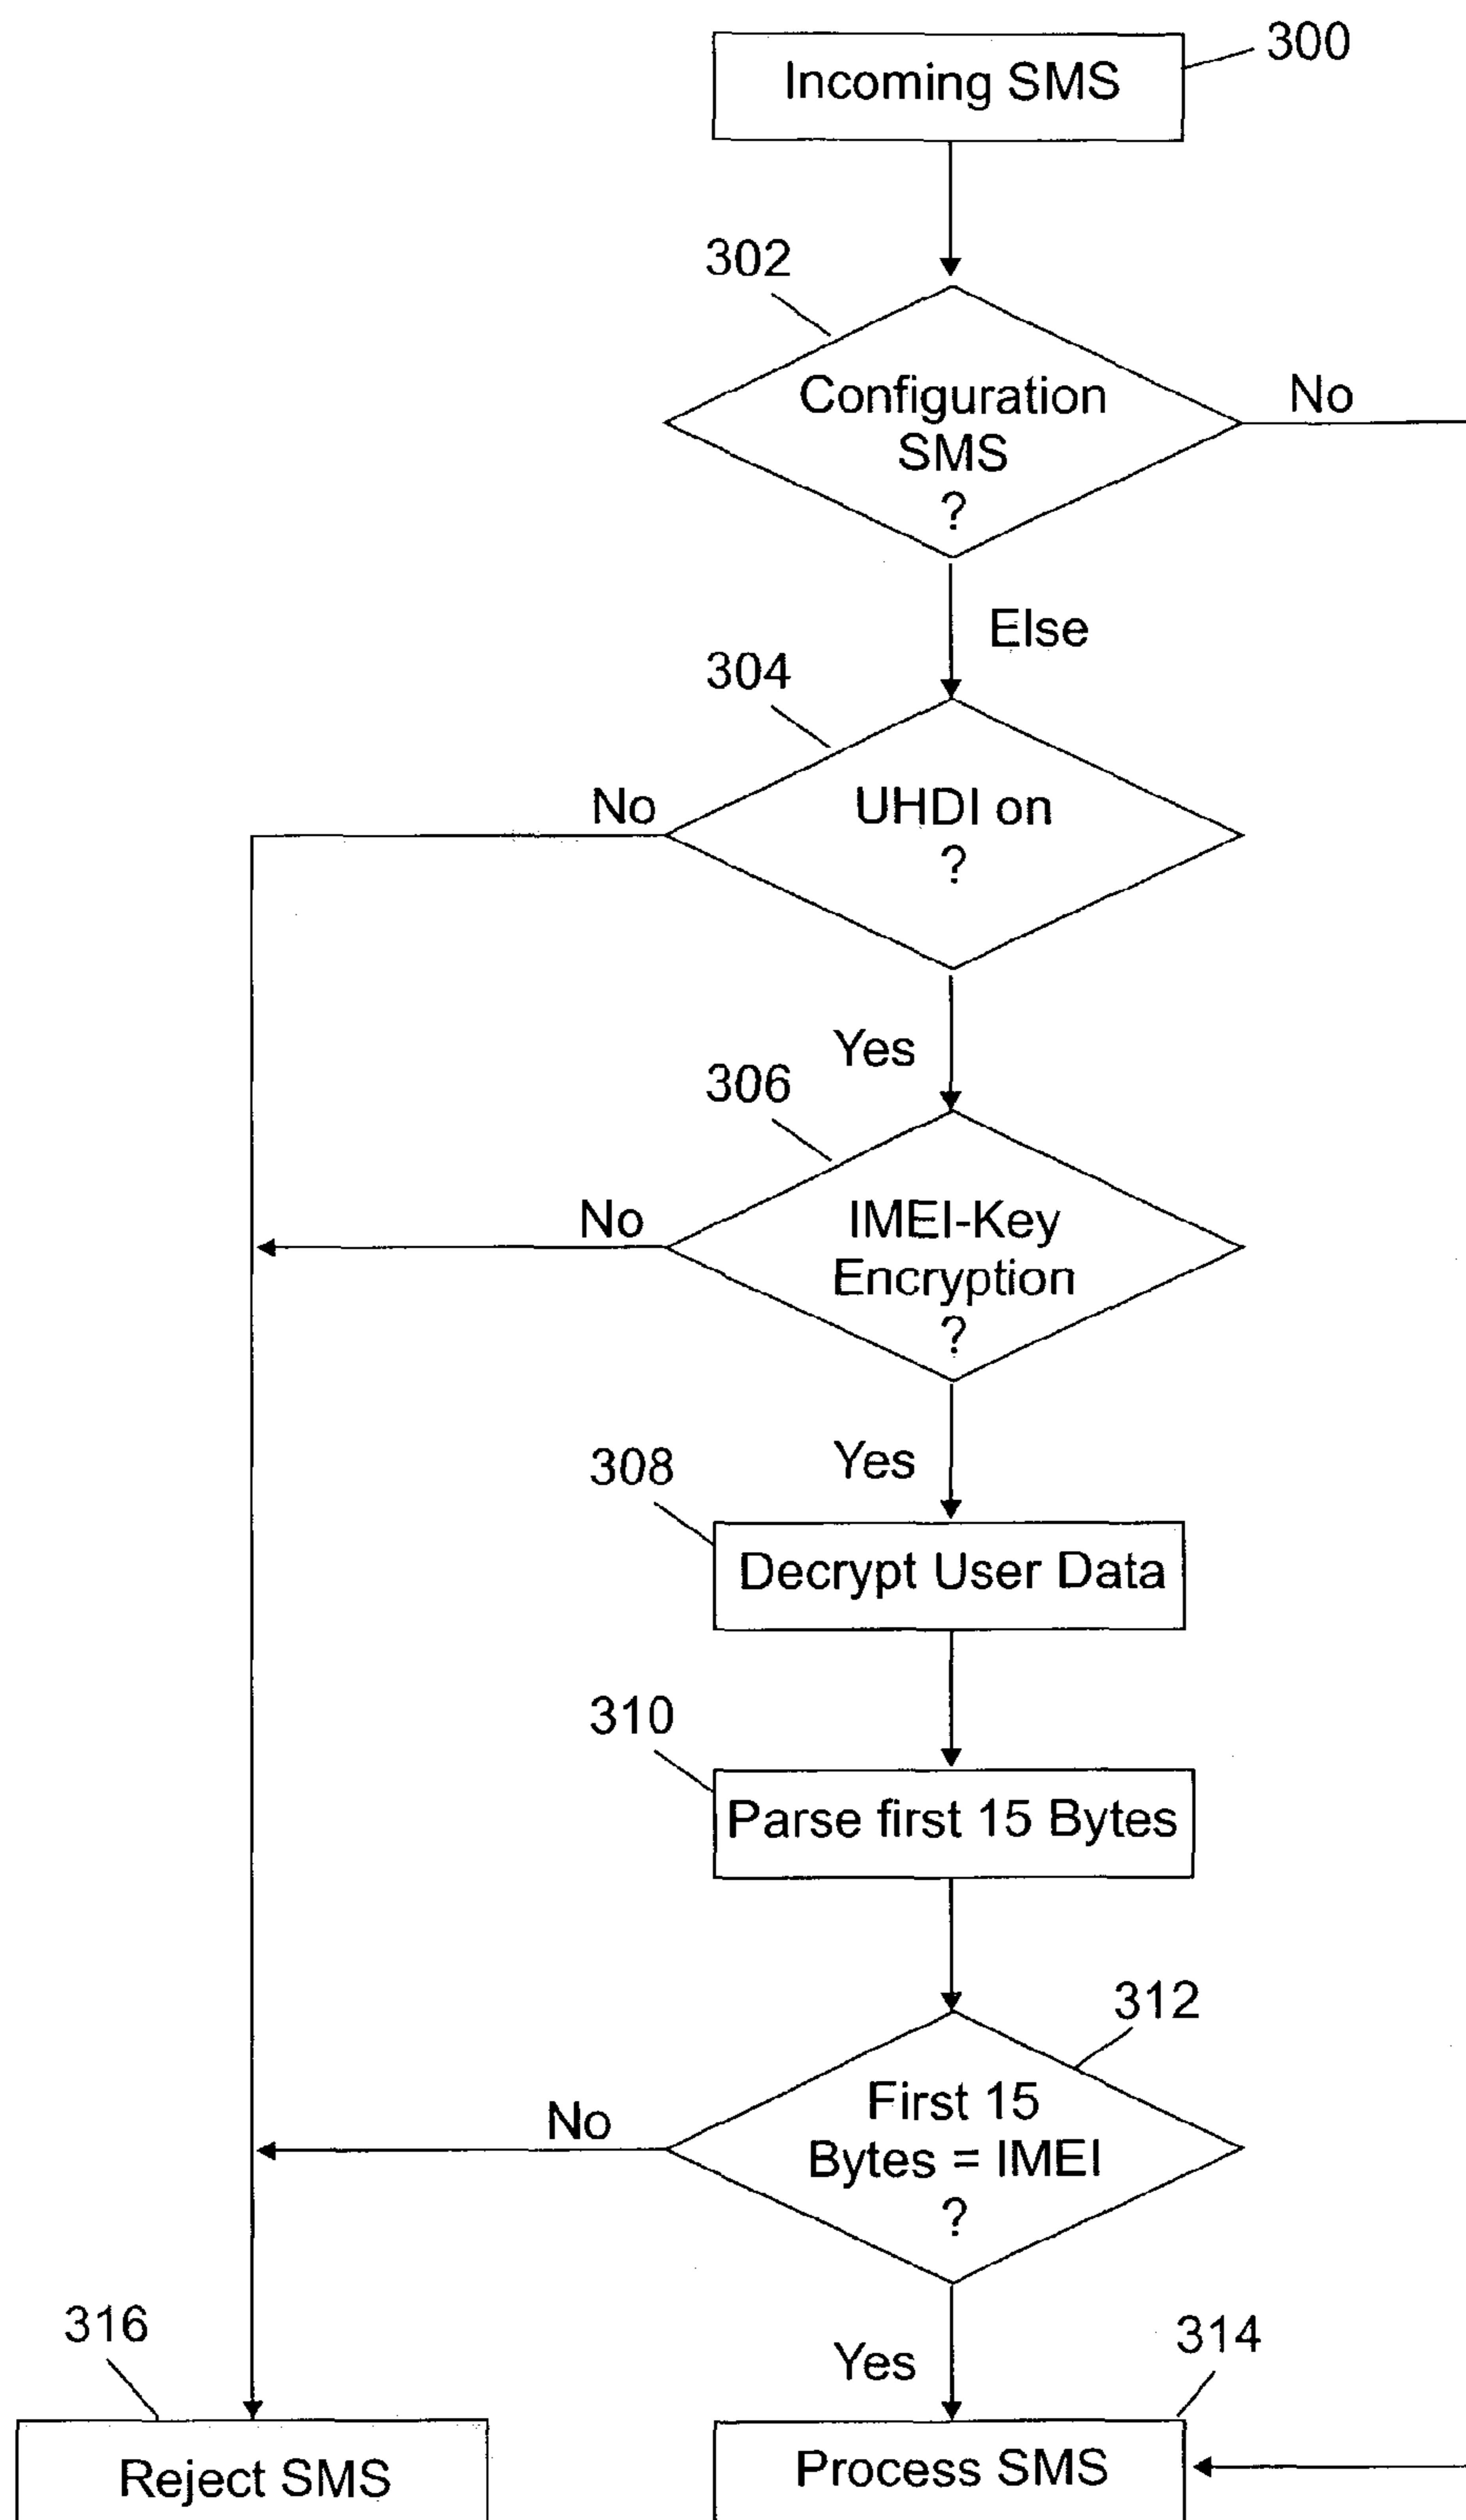 300
Incoming SMS
302
Configuration
SMS
?
No
Else
304
UHDI on
?
No
Yes
306
IMEI-Key
Encryption
?
No
Yes
308
Decrypt User Data
310
Parse first 15 Bytes
312
First 15
Bytes = IMEI
?
No
Yes
316
Reject SMS
314
Process SMS